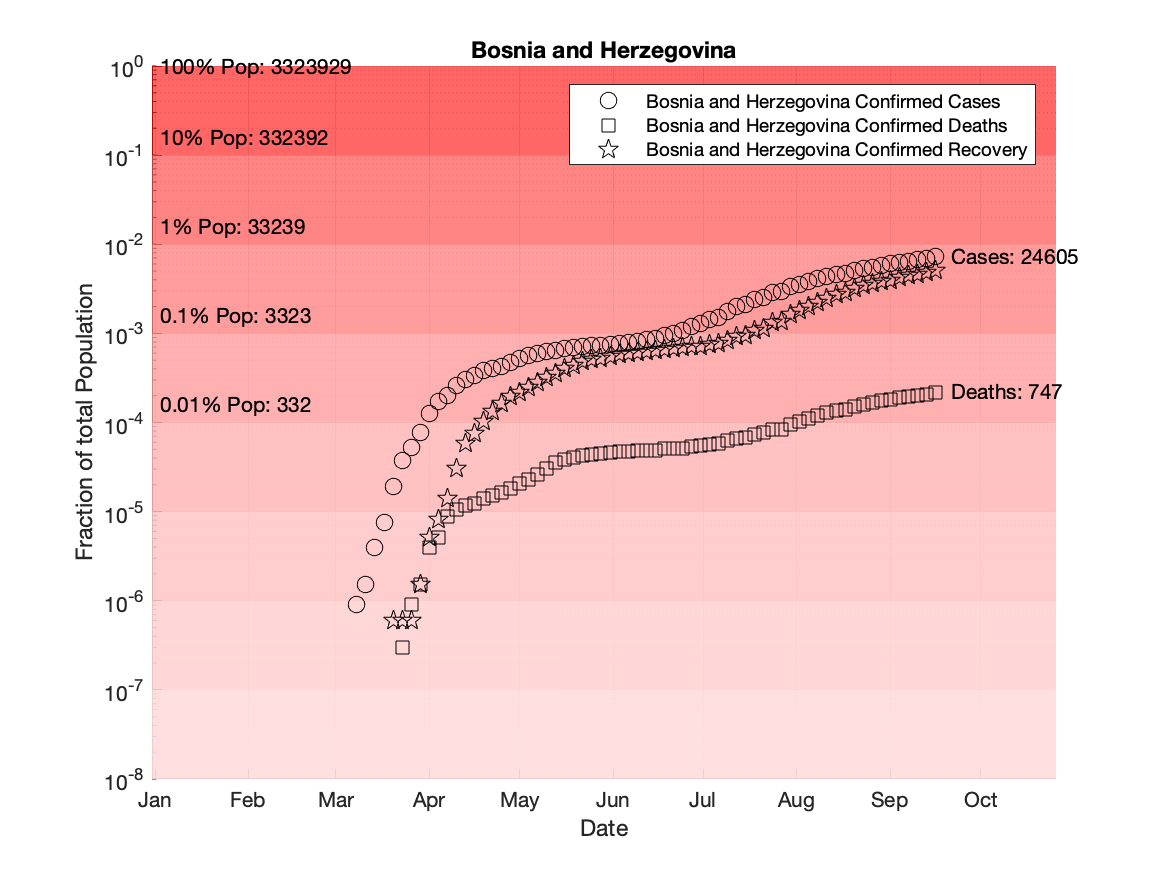 Bosnia and Herzegovina
10^0
100% Pop: 3323929
Bosnia and Herzegovina Confirmed Cases
Bosnia and Herzegovina Confirmed Deaths
Bosnia and Herzegovina Confirmed Recovery
10% Pop: 332392
10^-1
1% Pop: 33239
10^-2
Cases: 24605
0.1% Pop: 3323
10^-3
Deaths: 747
0.01% Pop: 332
10^-4
10^-5
10^-6
10^-7
10^-8
Fraction of total Population
Jan Feb Mar Apr May Jun Jul Aug Sep Oct
Date